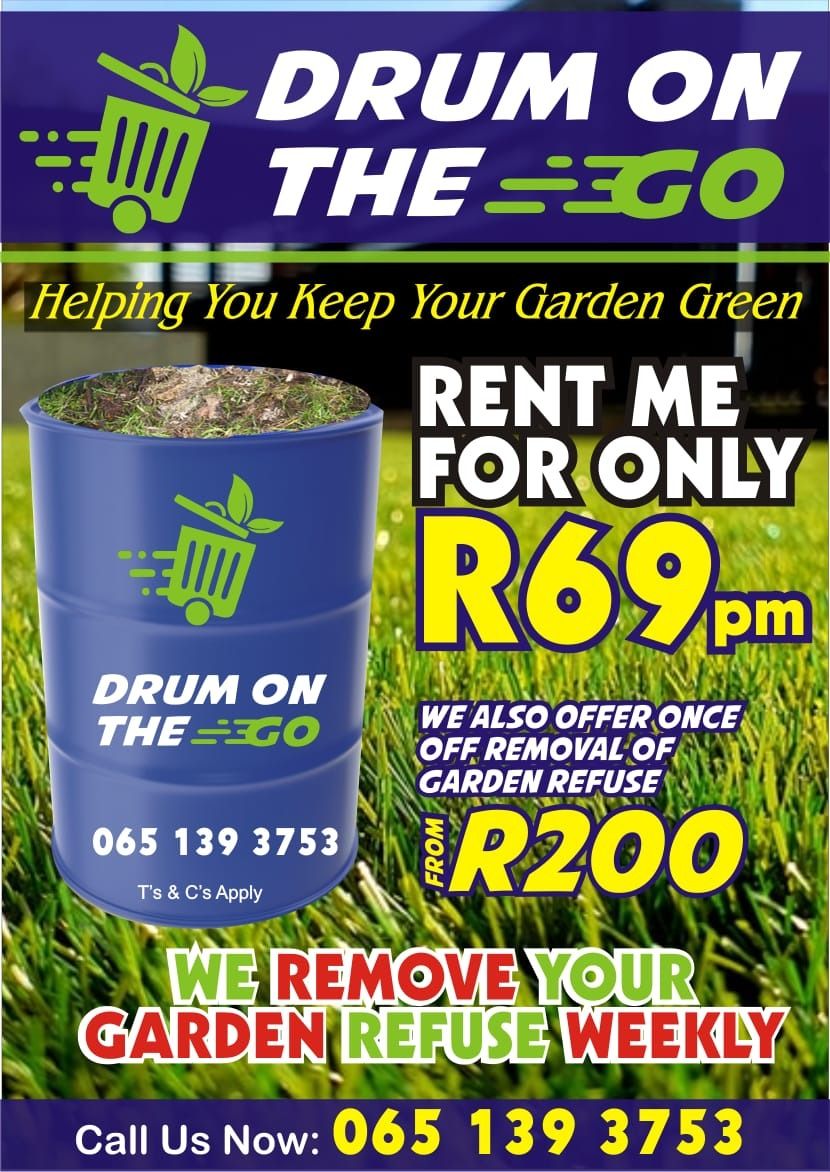 DRUM ON
THE GO
Helping You Keep Your Garden Green
RENT ME
FOR ONLY
R69pm
DRUM ON
THE GO
065 139 3753
T's & C's Apply
WE ALSO OFFER ONCE
OFF REMOVAL OF
GARDEN REFUSE
FROM R200
WE REMOVE YOUR
GARDEN REFUSE WEEKLY
Call Us Now: 065 139 3753